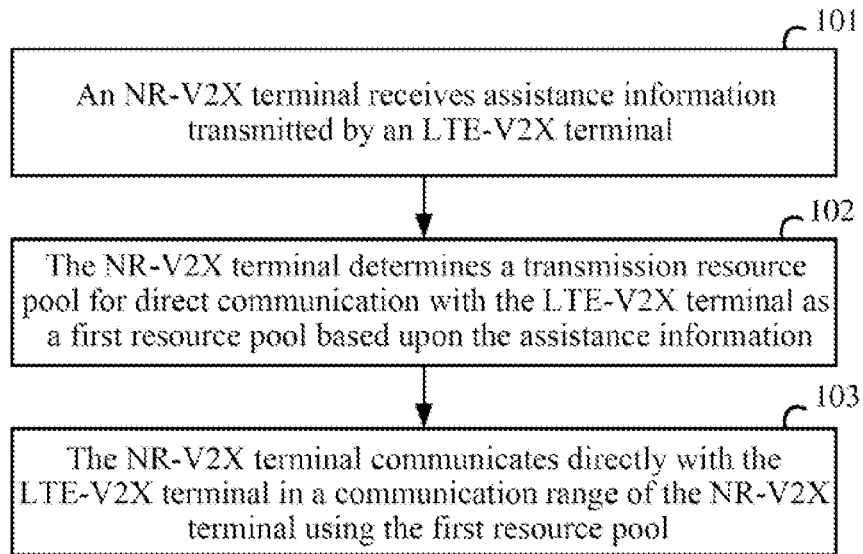 101
An NR-V2X terminal receives assistance information
transmitted by an LTE-V2X terminal
102
The NR-V2X terminal determines a transmission resource
pool for direct communication with the LTE-V2X terminal as
a first resource pool based upon the assistance information
103
The NR-V2X terminal communicates directly with the
LTE-V2X terminal in a communication range of the NR-V2X
terminal using the first resource pool